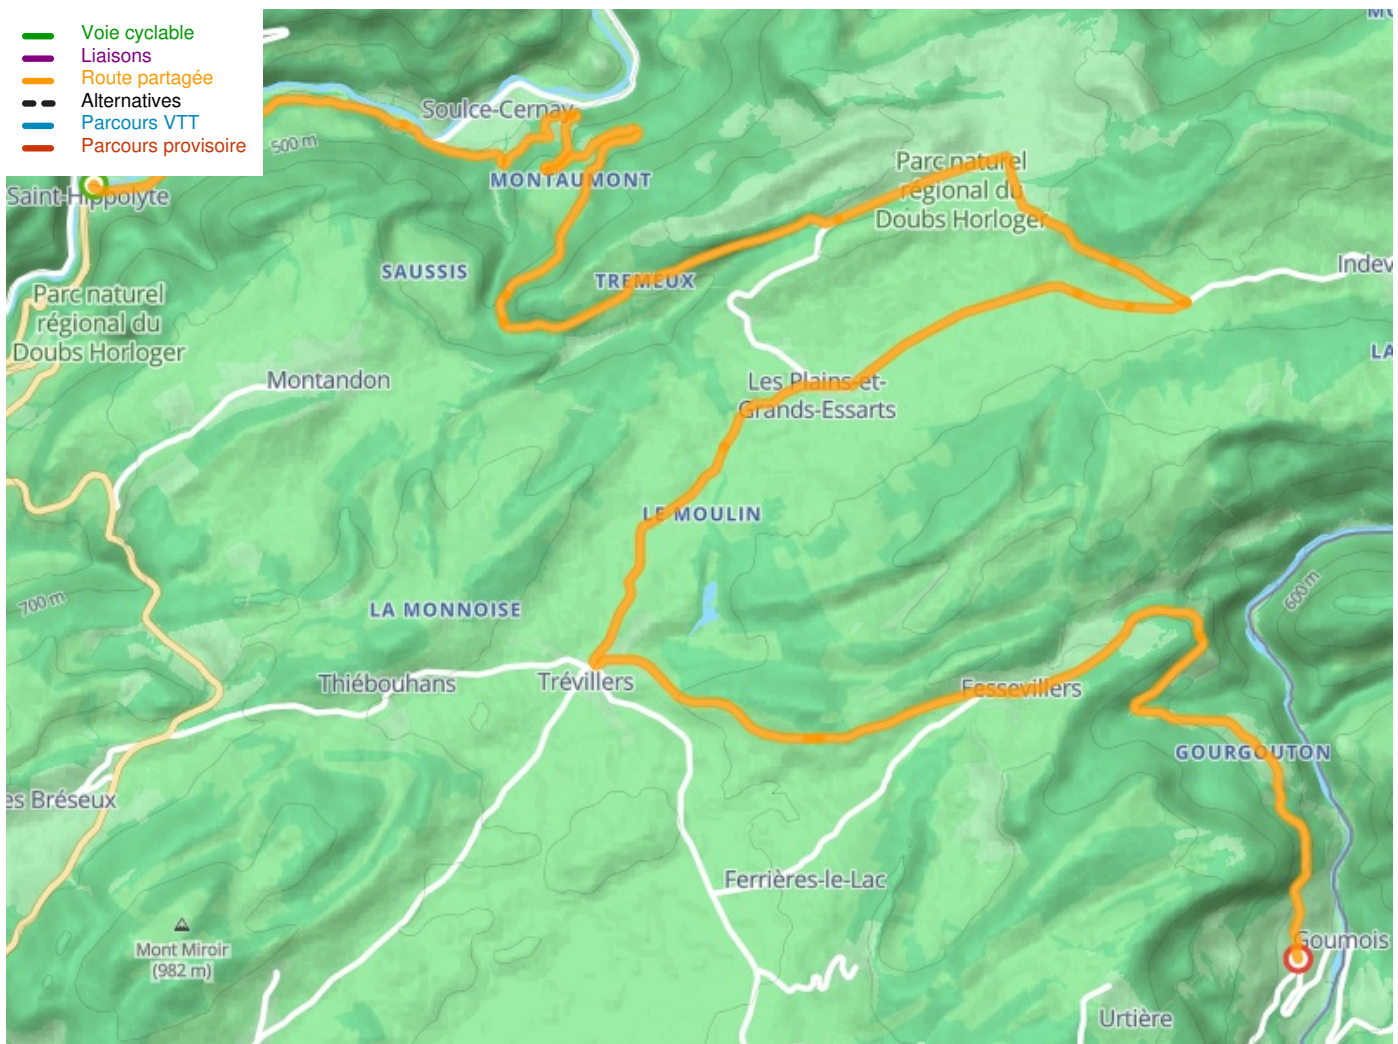 Voie cyclable
Liaisons
Route partagée
Alternatives
Parcours VTT
Parcours provisoire
Soulce-Cernay
500 m
MONTAUMONT
Saint-Hippolyte
Parc naturel
régional du
Doubs Horloger
SAUSSIS
TREMEUX
Indev
Parc naturel
régional du
Doubs Horloger
LA
Montandon
Les Plains-et-
Grands-Essarts
LE MOULIN
700 m
600 m
LA MONNOISE
Thiébouhans
Trévillers
Fessevillers
GOURGOUTON
es Bréseux
Ferrières-le-Lac
Mont Miroir
(982 m)
Goumois
Urtière